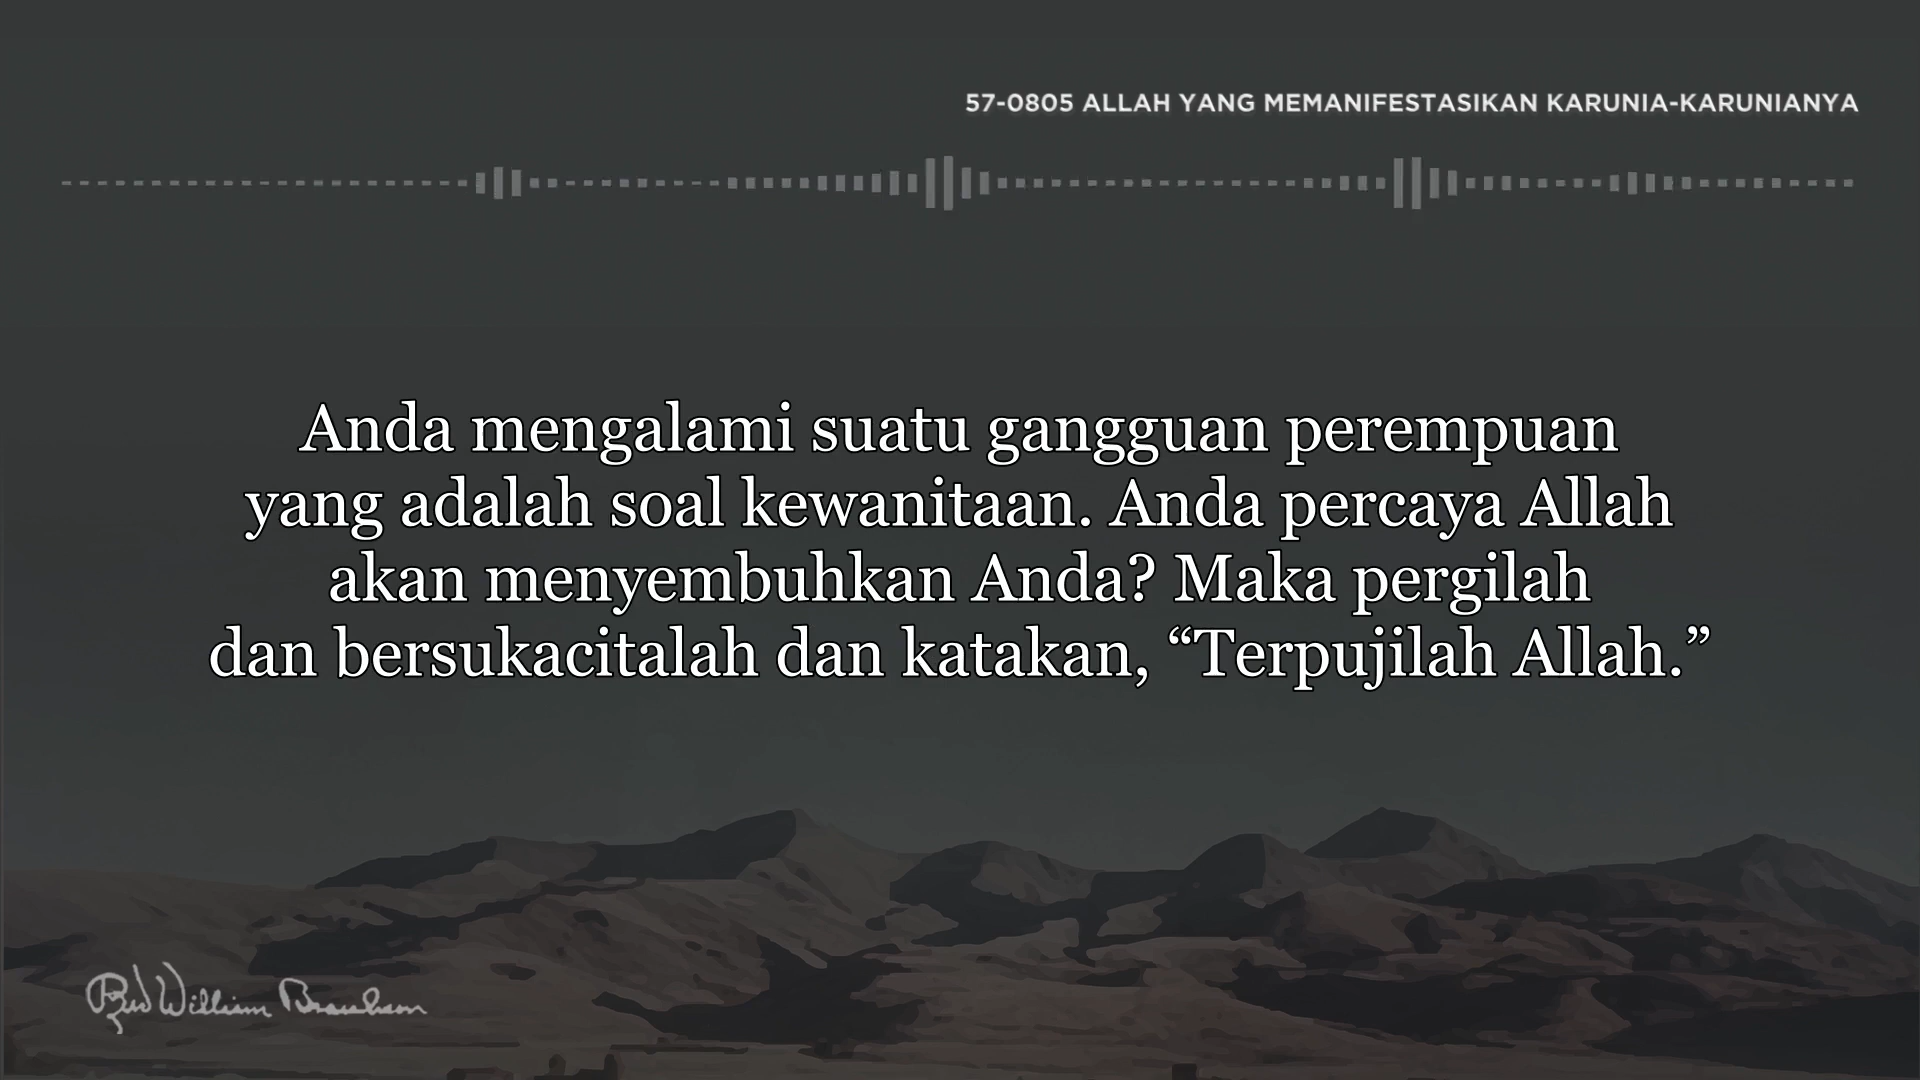 57-0805 ALLAH YANG MEMANIFESTASIKAN KARUNIA-KARUNIANYA
Anda mengalami suatu gangguan perempuan
yang adalah soal kewanitaan. Anda percaya Allah
akan menyembuhkan Anda? Maka pergilah
dan bersukacitalah dan katakan, “Terpujilah Allah.”
William Branham